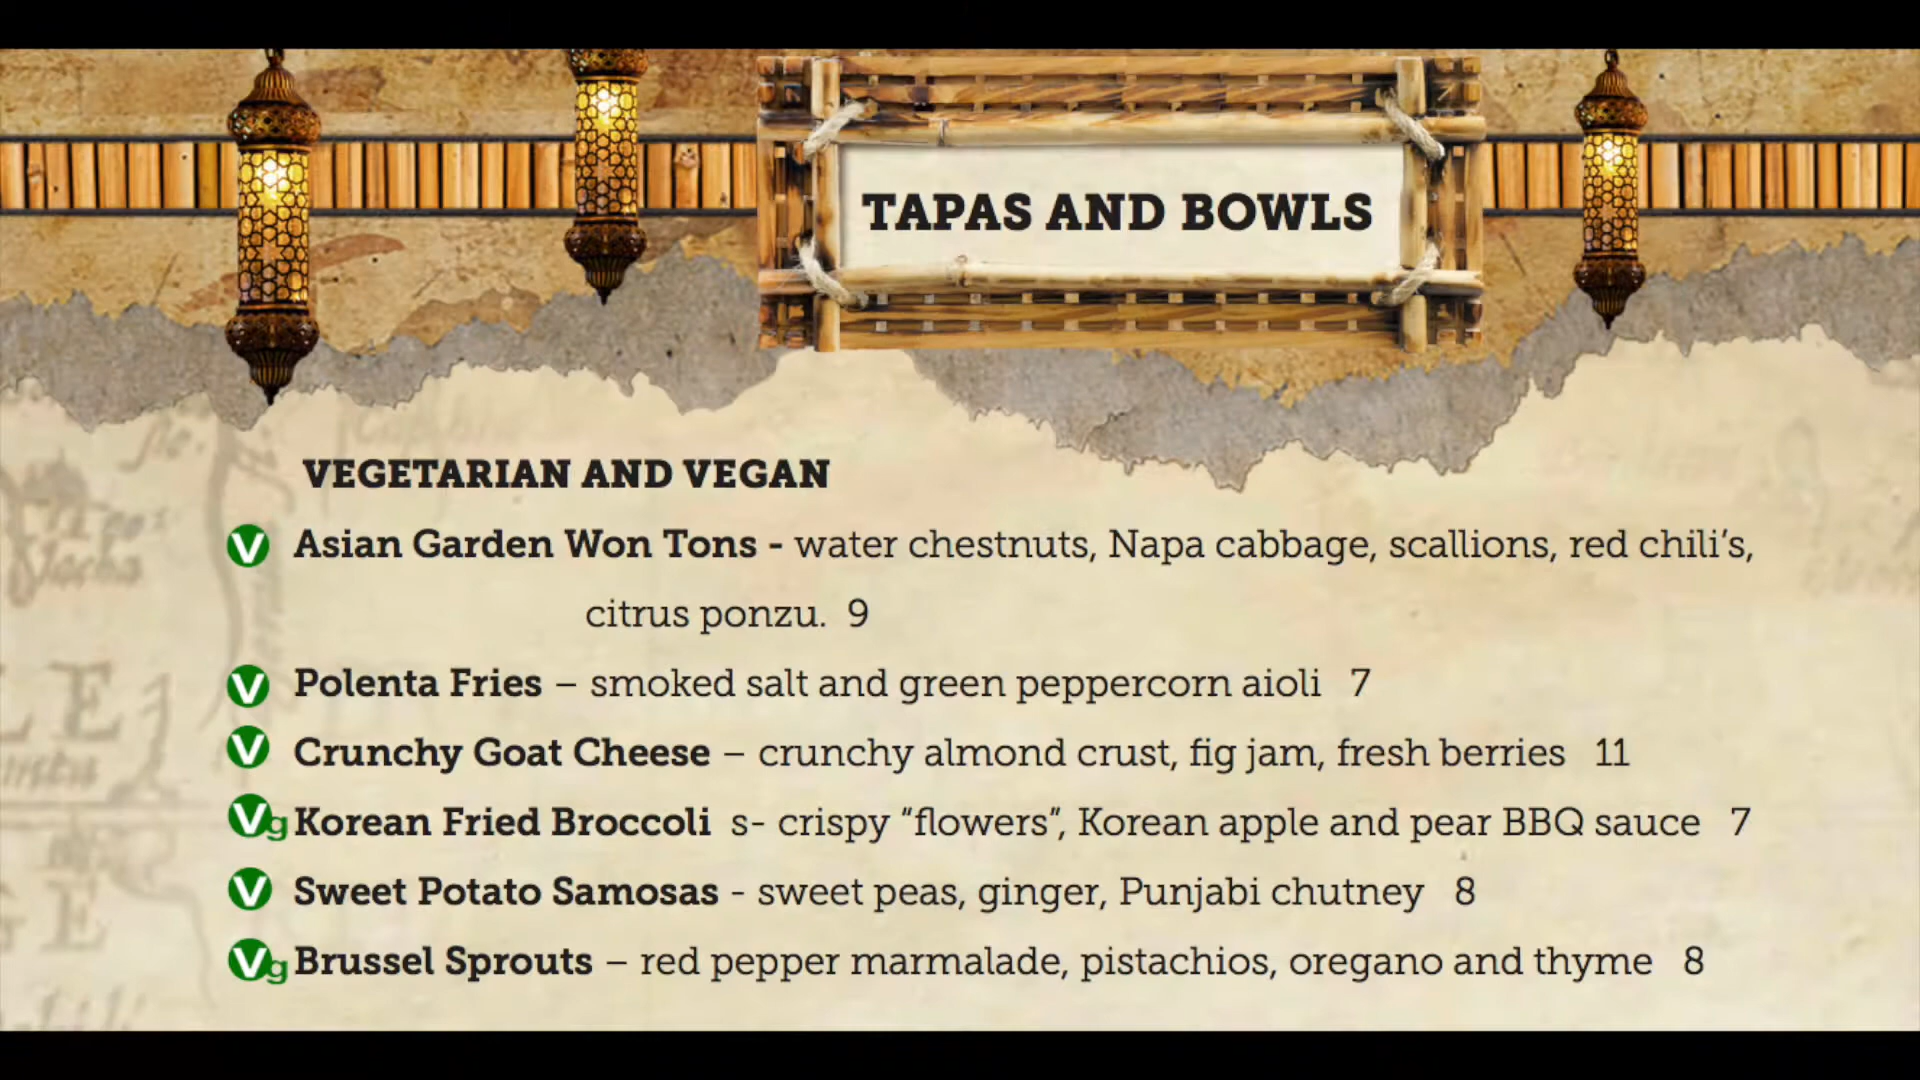 TAPAS AND BOWLS
VEGETARIAN AND VEGAN
V Asian Garden Won Tons - water chestnuts, Napa cabbage, scallions, red chili's,
citrus ponzu. 9
V Polenta Fries – smoked salt and green peppercorn aioli 7
V Crunchy Goat Cheese – crunchy almond crust, fig jam, fresh berries 11
Vg Korean Fried Broccoli s- crispy “flowers”, Korean apple and pear BBQ sauce 7
V Sweet Potato Samosas - sweet peas, ginger, Punjabi chutney 8
Vg Brussel Sprouts – red pepper marmalade, pistachios, oregano and thyme 8